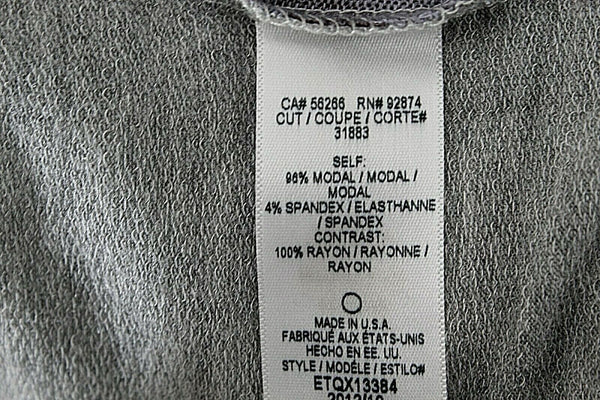 CA# 56266 RN# 92874
CUT / COUPE / CORTE#
31883
SELF:
96% MODAL / MODAL /
MODAL
4% SPANDEX / ELASTHANNE
/ SPANDEX
CONTRAST:
100% RAYON / RAYONNE /
RAYON
MADE IN U.S.A.
FABRIQUÉ AUX ÉTATS-UNIS
HECHO EN EE. UU.
STYLE / MODÈLE / ESTILO#
ETQX13384